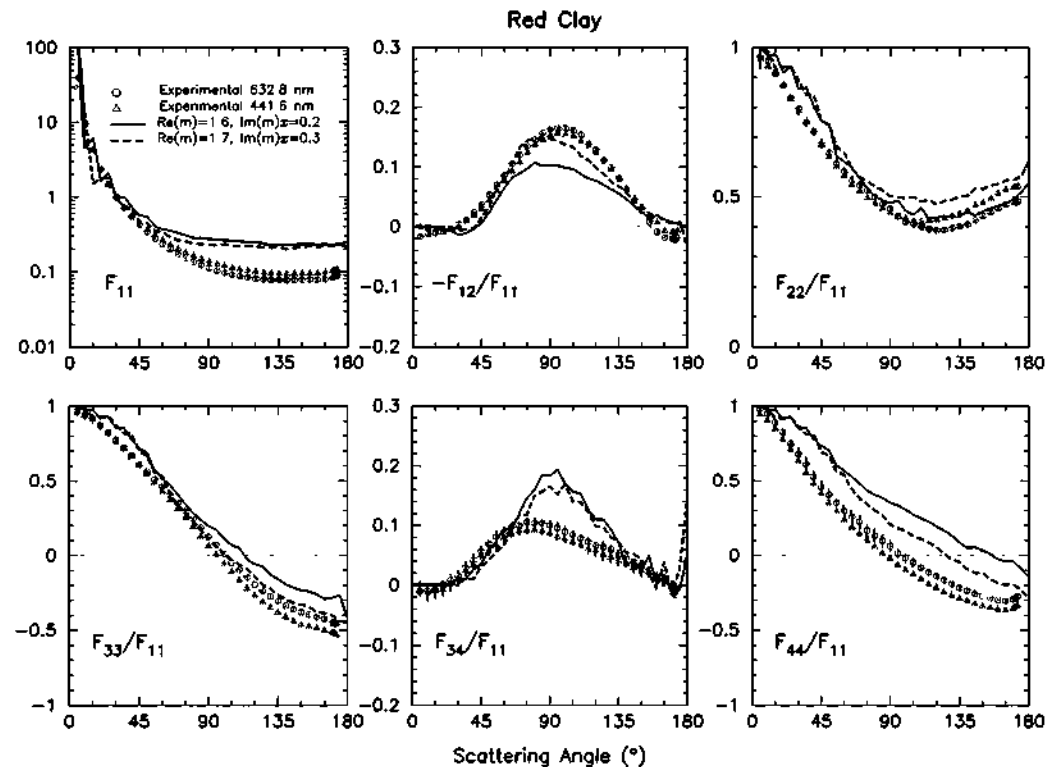 Red Clay
100
10
1
0.1
0.01
0 45 90 135 180
○ Experimental 632.8 nm
△ Experimental 441.6 nm
Re(m)=1.6, Im(m)x=0.2
Re(m)=1.7, Im(m)x=0.3
F11
0.3
0.2
0.1
0
−0.1
−0.2
0 45 90 135 180
−F12/F11
1
0.5
0
0 45 90 135 180
F22/F11
1
0.5
0
−0.5
−1
0 45 90 135 180
F33/F11
0.3
0.2
0.1
0
−0.1
−0.2
0 45 90 135 180
F34/F11
1
0.5
0
−0.5
−1
0 45 90 135 180
F44/F11
Scattering Angle (°)